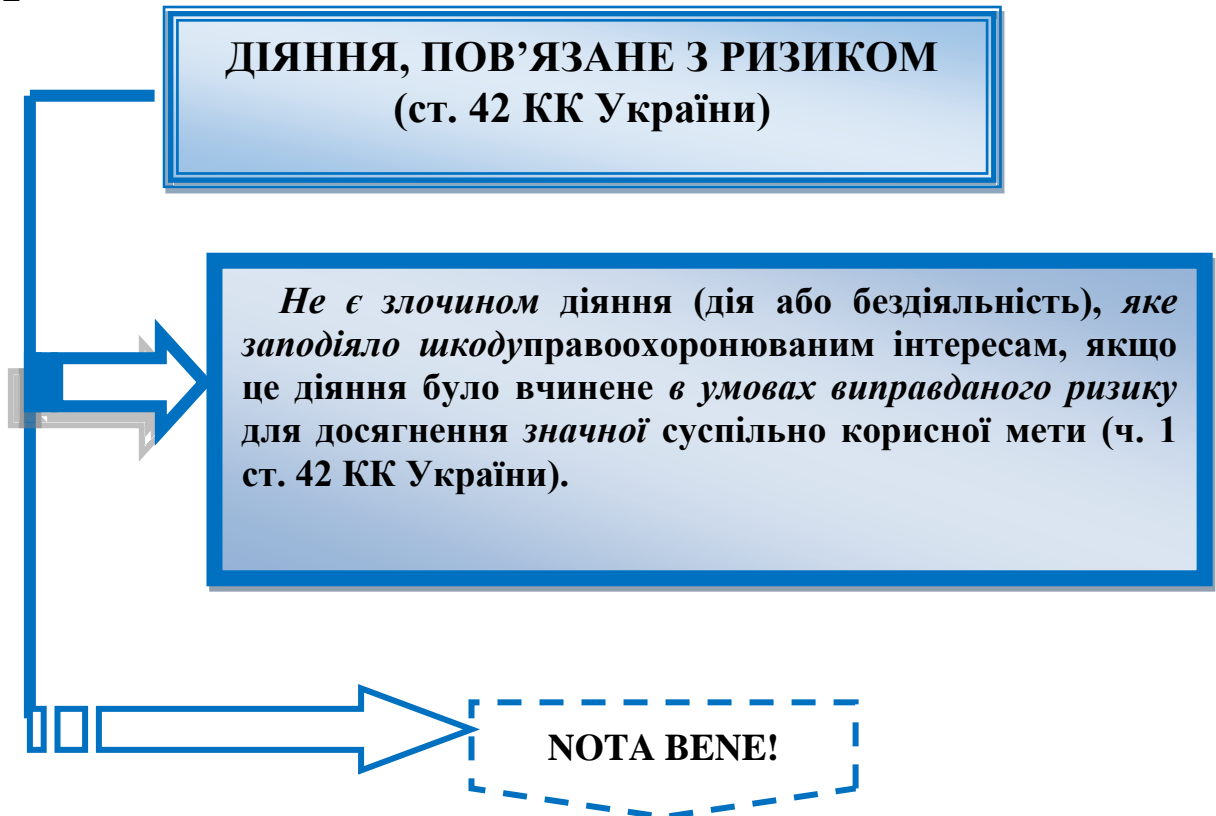 ДІЯННЯ, ПОВ’ЯЗАНЕ З РИЗИКОМ
(ст. 42 КК України)
Не є злочином діяння (дія або бездіяльність), яке
заподіяло шкодуправоохоронюваним інтересам, якщо
це діяння було вчинене в умовах виправданого ризику
для досягнення значної суспільно корисної мети (ч. 1
ст. 42 КК України).
NOTA BENE!